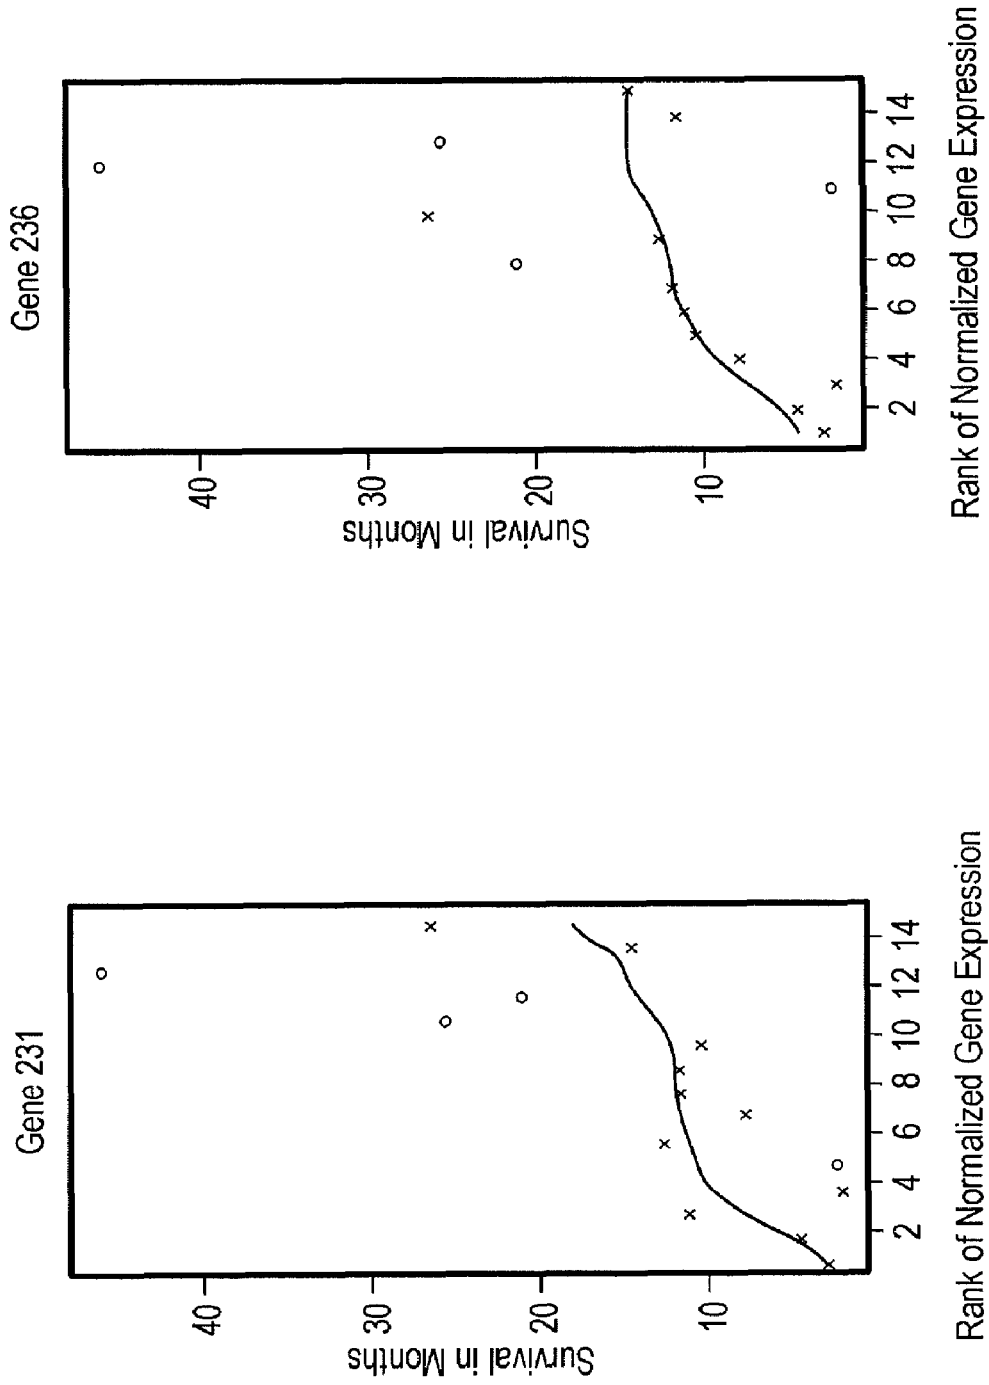 Gene 236
40
30
20
10
Survival in Months
2 4 6 8 10 12 14
Rank of Normalized Gene Expression
Gene 231
40
30
20
10
Survival in Months
2 4 6 8 10 12 14
Rank of Normalized Gene Expression